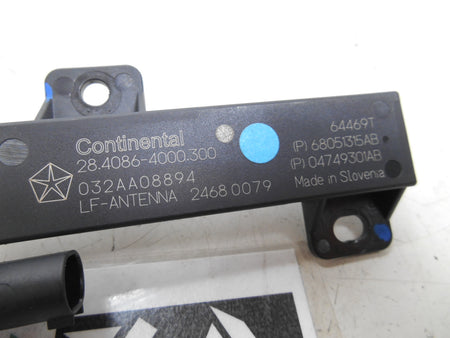 Continental
28.4086-4000.300
032AA08894
LF-ANTENNA 2468 0079
64469T
(P) 68051315AB
(P) 04749301AB
Made in Slovenia